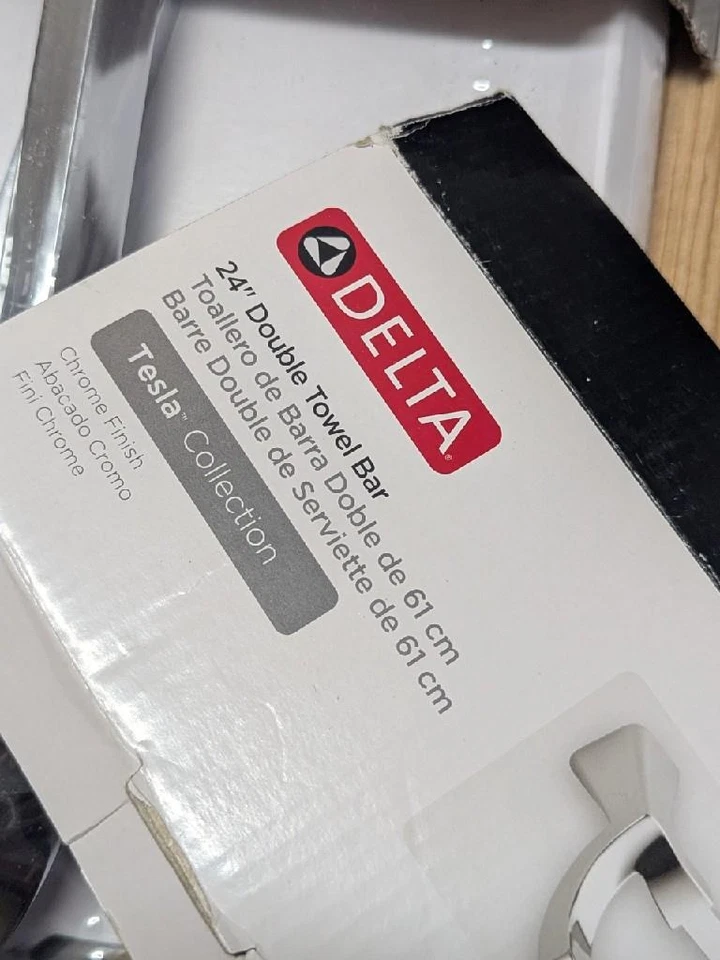 DELTA®
24" Double Towel Bar
Toallero de Barra Doble de 61 cm
Barre Double de Serviette de 61 cm
Tesla™ Collection
Chrome Finish
Abacado Cromo
Fini Chrome